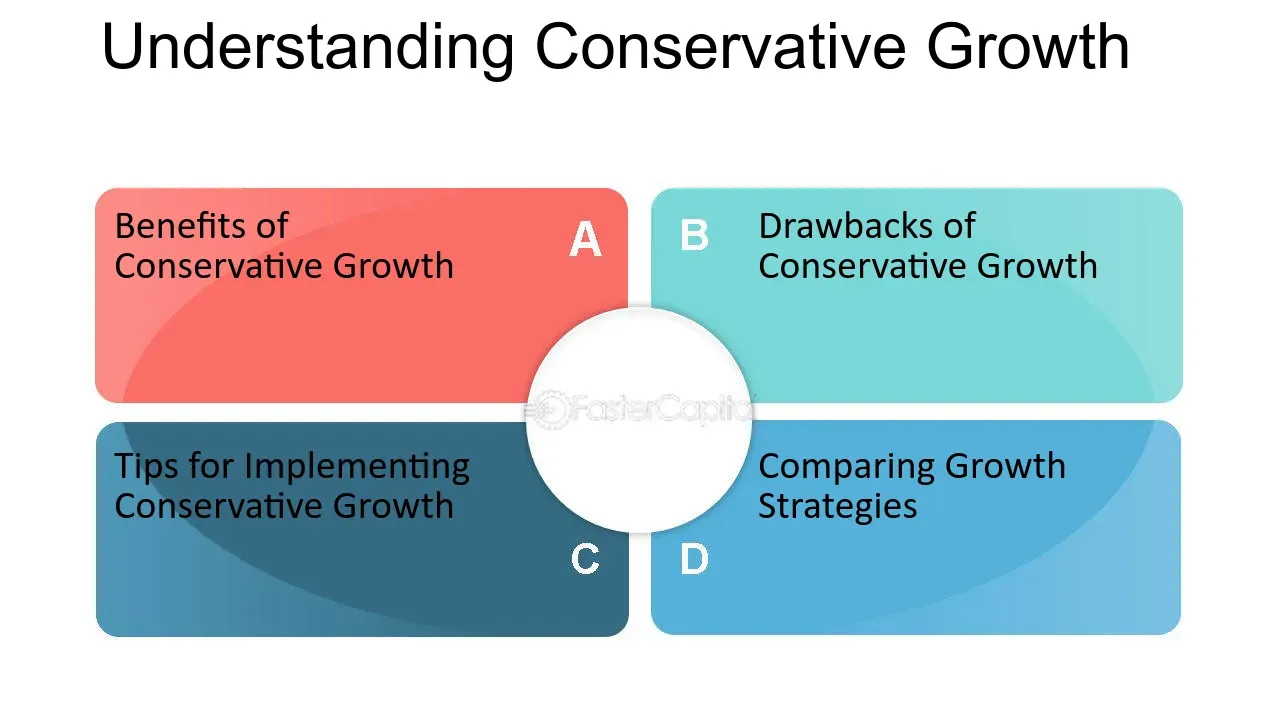 Understanding Conservative Growth
Benefits of
Conservative Growth
A
B
Drawbacks of
Conservative Growth
FasterCapital
Tips for Implementing
Conservative Growth
C
Comparing Growth
Strategies
D